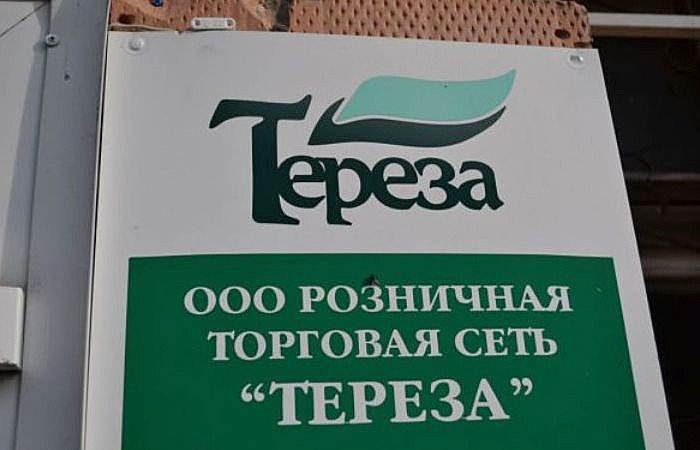 Тереза
ООО РОЗНИЧНАЯ
ТОРГОВАЯ СЕТЬ
“ТЕРЕЗА”